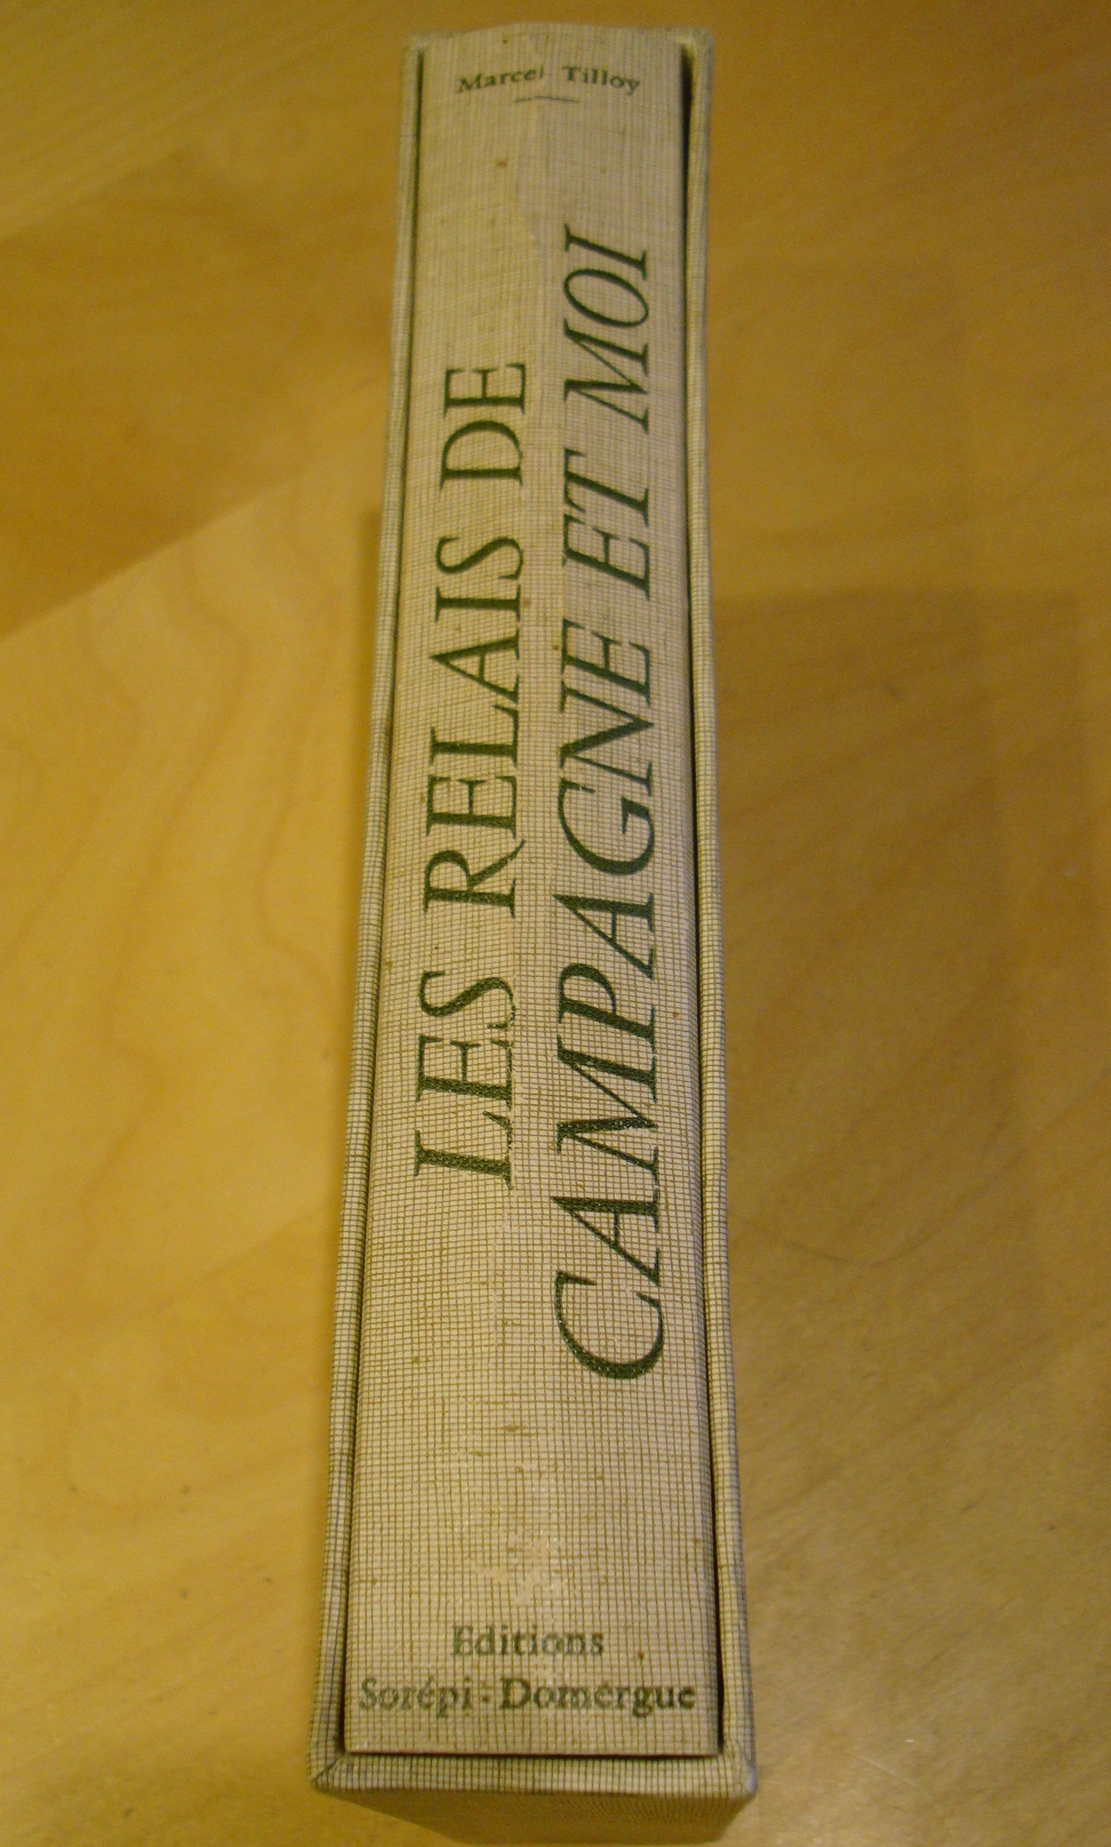 Marcel Tilloy
LES RELAIS DE
CAMPAGNE ET MOI
Editions
Sorépi - Domergue